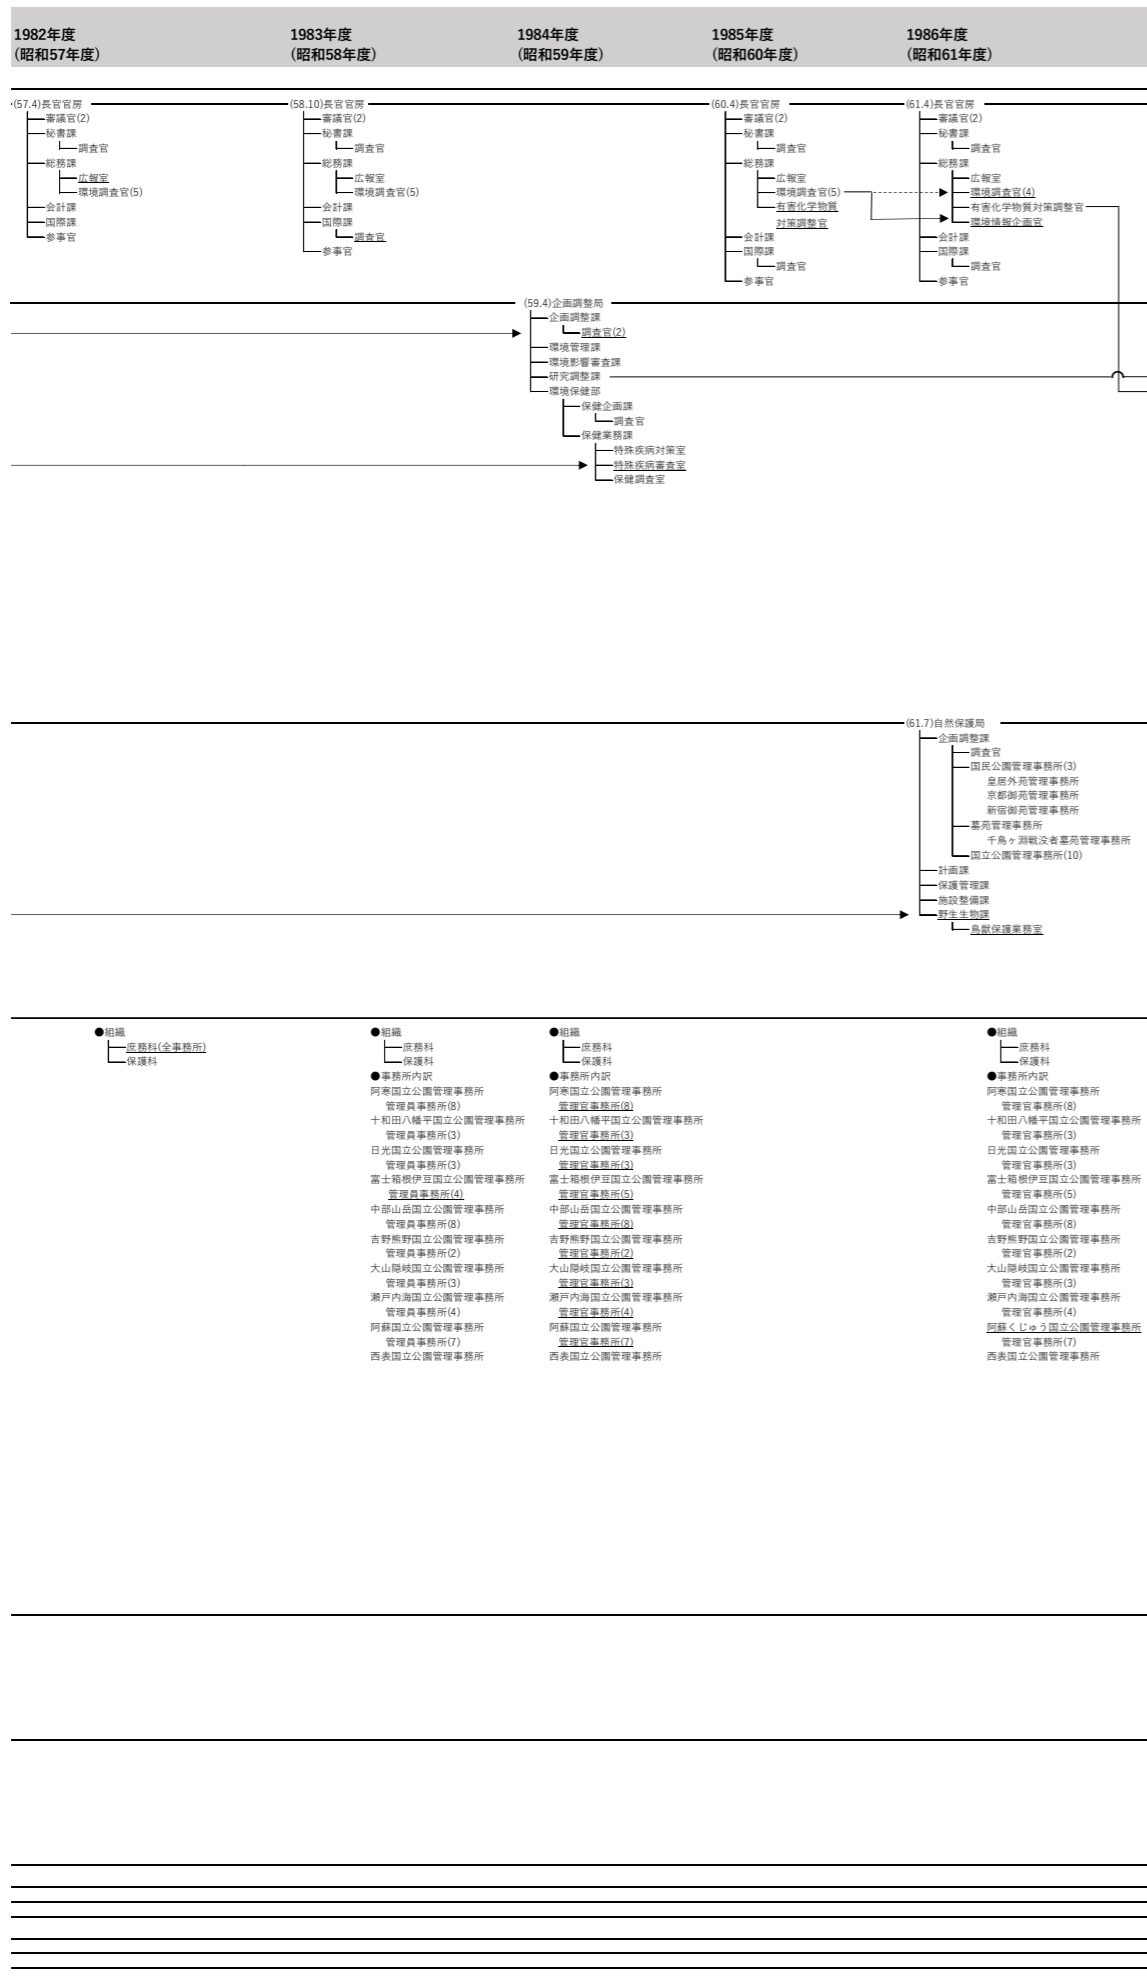 1982年度
(昭和57年度)
1983年度
(昭和58年度)
1984年度
(昭和59年度)
1985年度
(昭和60年度)
1986年度
(昭和61年度)
(57.4)長官官房
審議官(2)
秘書課
調査官
総務課
広報室
環境調査官(5)
会計課
国際課
参事官
(58.10)長官官房
審議官(2)
秘書課
調査官
総務課
広報室
環境調査官(5)
会計課
国際課
調査官
参事官
(60.4)長官官房
審議官(2)
秘書課
調査官
総務課
広報室
環境調査官(5)
有害化学物質
対策調整官
会計課
国際課
調査官
参事官
(61.4)長官官房
審議官(2)
秘書課
調査官
総務課
広報室
環境調査官(4)
有害化学物質対策調整官
環境情報企画官
会計課
国際課
調査官
参事官
(59.4)企画調整局
企画調整課
調査官(2)
環境管理課
環境影響審査課
研究調整課
環境保健部
保健企画課
調査官
保健業務課
特殊疾病対策室
特殊疾病審査室
保健調査室
(61.7)自然保護局
企画調整課
調査官
国民公園管理事務所(3)
皇居外苑管理事務所
京都御苑管理事務所
新宿御苑管理事務所
墓苑管理事務所
千鳥ヶ淵戦没者墓苑管理事務所
国立公園管理事務所(10)
計画課
保護管理課
施設整備課
野生生物課
鳥獣保護業務室
●組織
庶務科(全事務所)
保護科
●組織
庶務科
保護科
●事務所内訳
阿寒国立公園管理事務所
管理員事務所(8)
十和田八幡平国立公園管理事務所
管理員事務所(3)
日光国立公園管理事務所
管理員事務所(3)
富士箱根伊豆国立公園管理事務所
管理員事務所(4)
中部山岳国立公園管理事務所
管理員事務所(8)
吉野熊野国立公園管理事務所
管理員事務所(2)
大山隠岐国立公園管理事務所
管理員事務所(3)
瀬戸内海国立公園管理事務所
管理員事務所(4)
阿蘇国立公園管理事務所
管理員事務所(7)
西表国立公園管理事務所
●組織
庶務科
保護科
●事務所内訳
阿寒国立公園管理事務所
管理官事務所(8)
十和田八幡平国立公園管理事務所
管理官事務所(3)
日光国立公園管理事務所
管理官事務所(3)
富士箱根伊豆国立公園管理事務所
管理官事務所(5)
中部山岳国立公園管理事務所
管理官事務所(8)
吉野熊野国立公園管理事務所
管理官事務所(2)
大山隠岐国立公園管理事務所
管理官事務所(3)
瀬戸内海国立公園管理事務所
管理官事務所(4)
阿蘇国立公園管理事務所
管理官事務所(7)
西表国立公園管理事務所
●組織
庶務科
保護科
●事務所内訳
阿寒国立公園管理事務所
管理官事務所(8)
十和田八幡平国立公園管理事務所
管理官事務所(3)
日光国立公園管理事務所
管理官事務所(3)
富士箱根伊豆国立公園管理事務所
管理官事務所(5)
中部山岳国立公園管理事務所
管理官事務所(8)
吉野熊野国立公園管理事務所
管理官事務所(2)
大山隠岐国立公園管理事務所
管理官事務所(3)
瀬戸内海国立公園管理事務所
管理官事務所(4)
阿蘇くじゅう国立公園管理事務所
管理官事務所(7)
西表国立公園管理事務所